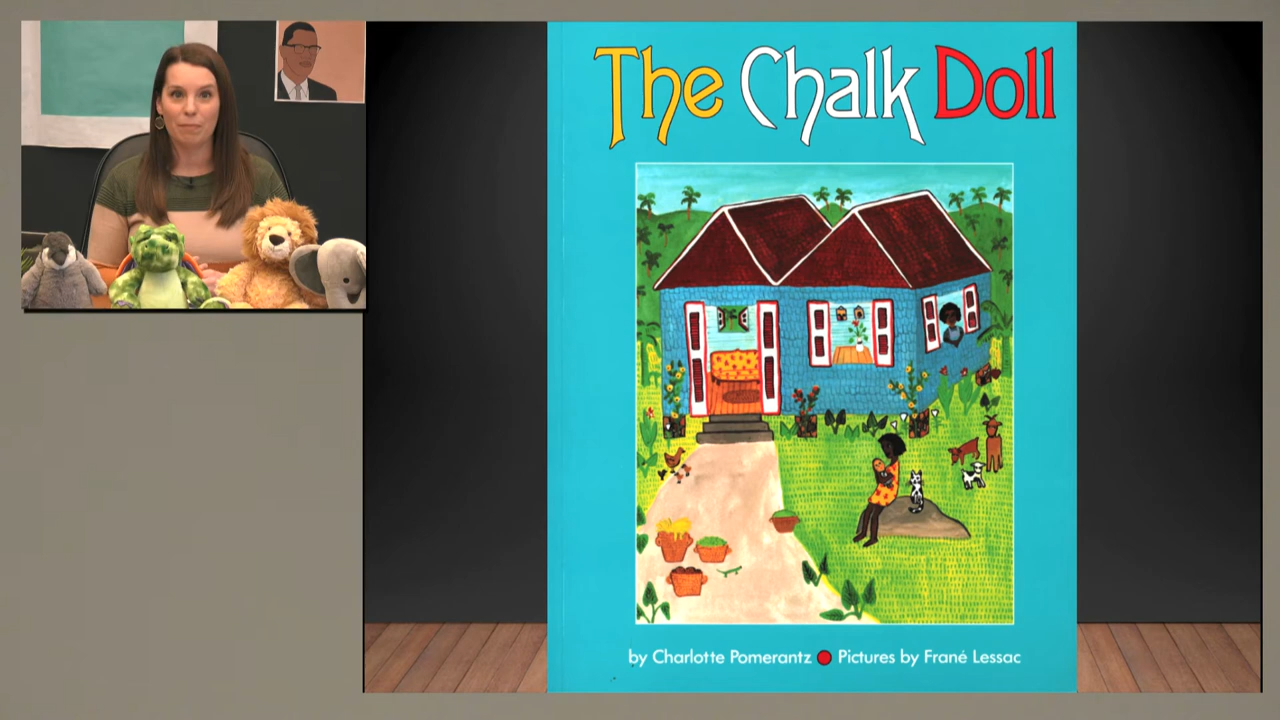 The Chalk Doll
by Charlotte Pomerantz ● Pictures by Frané Lessac